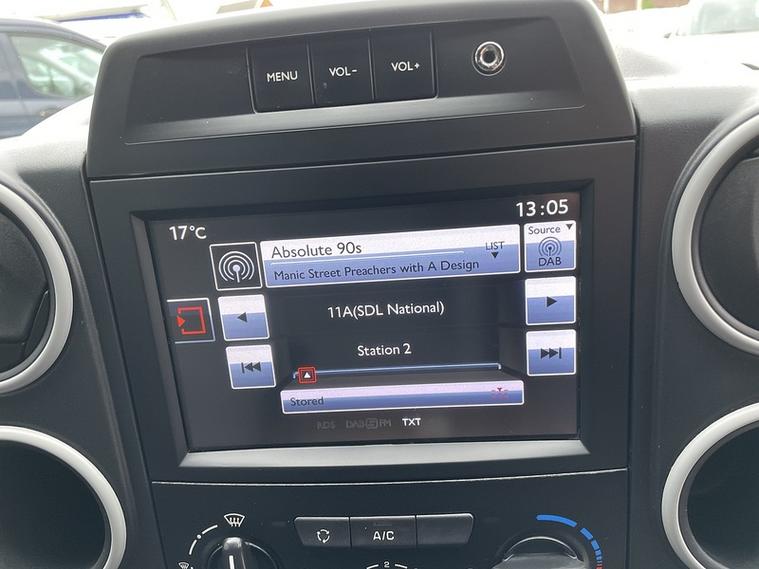 MENU
VOL-
VOL+
17°C
13:05
Absolute 90s
LIST
Source
Manic Street Preachers with A Design
DAB
11A(SDL National)
Station 2
Stored
RDS
DAB
FM
TXT
A/C
2